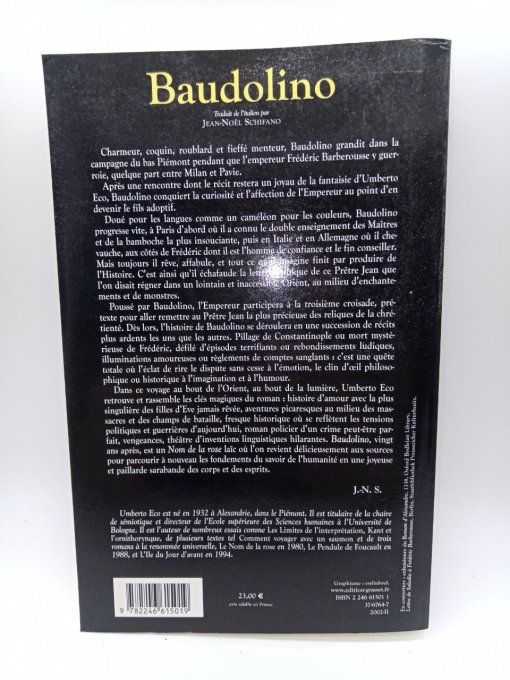 Baudolino
Traduit de l'italien par
JEAN-NOËL SCHIFANO
Charmeur, coquin, roublard et fieffé menteur, Baudolino grandit dans la
campagne du bas Piémont pendant que l'empereur Frédéric Barberousse y guer-
roie, quelque part entre Milan et Pavie.
Après une rencontre dont le récit restera un joyau de la fantaisie d'Umberto
Eco, Baudolino conquiert la curiosité et l'affection de l'Empereur au point d'en
devenir le fils adoptif.
Doué pour les langues comme un caméléon pour les couleurs, Baudolino
progresse vite, à Paris d'abord où il a connu le double enseignement des Maîtres
et de la bamboche la plus insouciante, puis en Italie et en Allemagne où il che-
vauche, aux côtés de Frédéric dont il est l'homme de confiance et le fin conseiller.
Mais toujours il rêve, affabule, et tout ce qu'il imagine finit par produire de
l'Histoire. C'est ainsi qu'il échafaude la lettre de ce Prêtre Jean que
l'on disait régner dans un lointain et inaccessible Orient, au milieu d'enchante-
ments et de monstres.
Poussé par Baudolino, l'Empereur participera à la troisième croisade, pré-
texte pour aller remettre au Prêtre Jean la plus précieuse des reliques de la chré-
tienté. Dès lors, l'histoire de Baudolino se déroulera en une succession de récits
plus ardents les uns que les autres. Pillage de Constantinople ou mort mysté-
rieuse de Frédéric, défilé d'épisodes terrifiants ou rebondissements ludiques,
illuminations amoureuses ou règlements de comptes sanglants : c'est une quête
totale où l'éclat de rire le dispute sans cesse à l'émotion, le clin d'œil philoso-
phique ou historique à l'imagination et à l'humour.
Dans ce voyage au bout de l'Orient, au bout de la lumière, Umberto Eco
retrouve et rassemble les clés magiques du roman : histoire d'amour avec la plus
singulière des filles d'Eve jamais rêvée, aventures picaresques au milieu des mas-
sacres et des champs de bataille, fresque historique où se reflètent les tensions
politiques et guerrières d'aujourd'hui, roman policier d'un crime peut-être par-
fait, vengeances, théâtre d'inventions linguistiques hilarantes. Baudolino, vingt
ans après, est un Nom de la rose laïc où l'on revient délicieusement aux sources
pour parcourir à nouveau les fondements du savoir de l'humanité en une joyeuse
et paillarde sarabande des corps et des esprits.
J.-N. S.
Umberto Eco est né en 1932 à Alexandrie, dans le Piémont. Il est titulaire de la chaire
de sémiotique et directeur de l'Ecole supérieure des Sciences humaines à l'Université de
Bologne. Il est l'auteur de nombreux essais comme Les Limites de l'interprétation, Kant et
l'ornithorynque, de plusieurs textes tel Comment voyager avec un saumon et de trois
romans à la renommée universelle, Le Nom de la rose en 1980, Le Pendule de Foucault en
1988, et L'Ile du Jour d'avant en 1994.
En couverture : enluminure du Roman d'Alexandre, 1338, Oxford Bodleian Library,
Lettre de Saladin à Frédéric Barberousse, Berlin, Staatsbibliothek Preussischer Kulturbesitz.
Graphisme : enfinbref.
www.edition-grasset.fr
ISBN 2 246 61501 1
37-6764-7
2002-II
23,00 €
prix valable en France
9 782246 615019